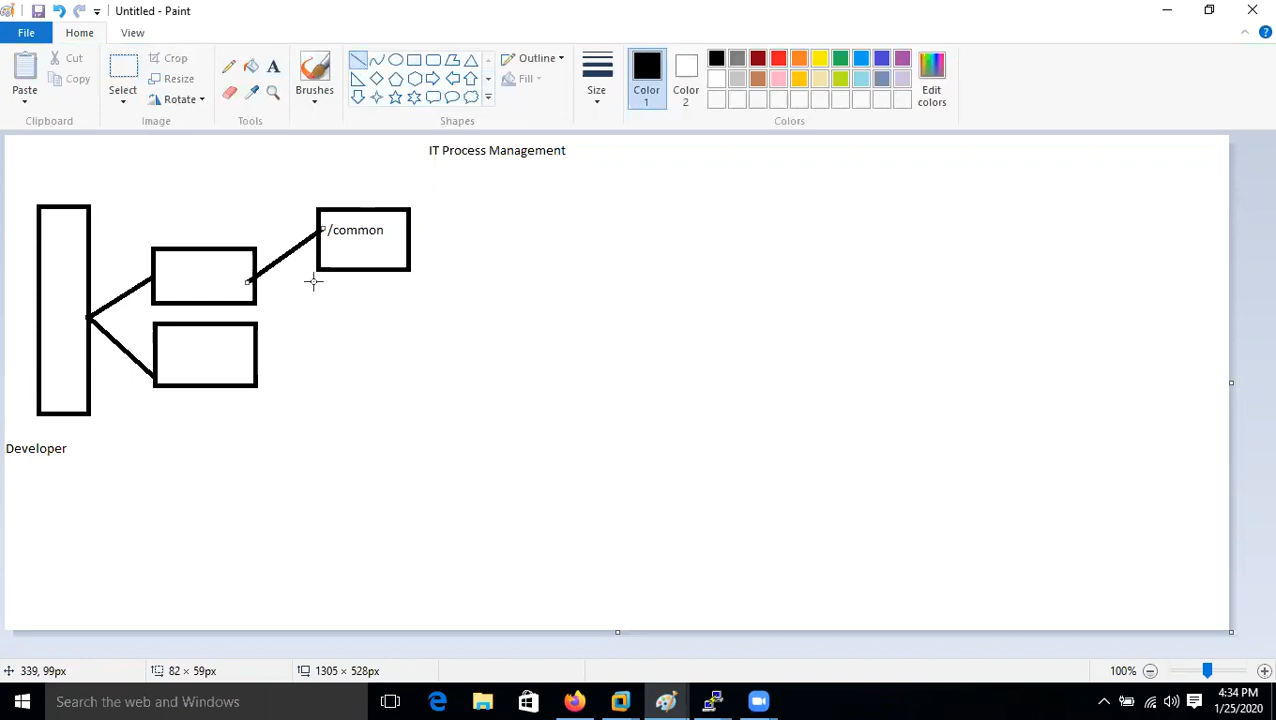 Untitled - Paint
File
Home
View
Paste
Cut
Copy
Clipboard
Select
Crop
Resize
Rotate
Image
Tools
Brushes
Shapes
Outline
Fill
Size
Color
1
Color
2
Edit
colors
Colors
IT Process Management
/common
Developer
339, 99px
82 × 59px
1305 × 528px
100%
Search the web and Windows
4:34 PM
1/25/2020